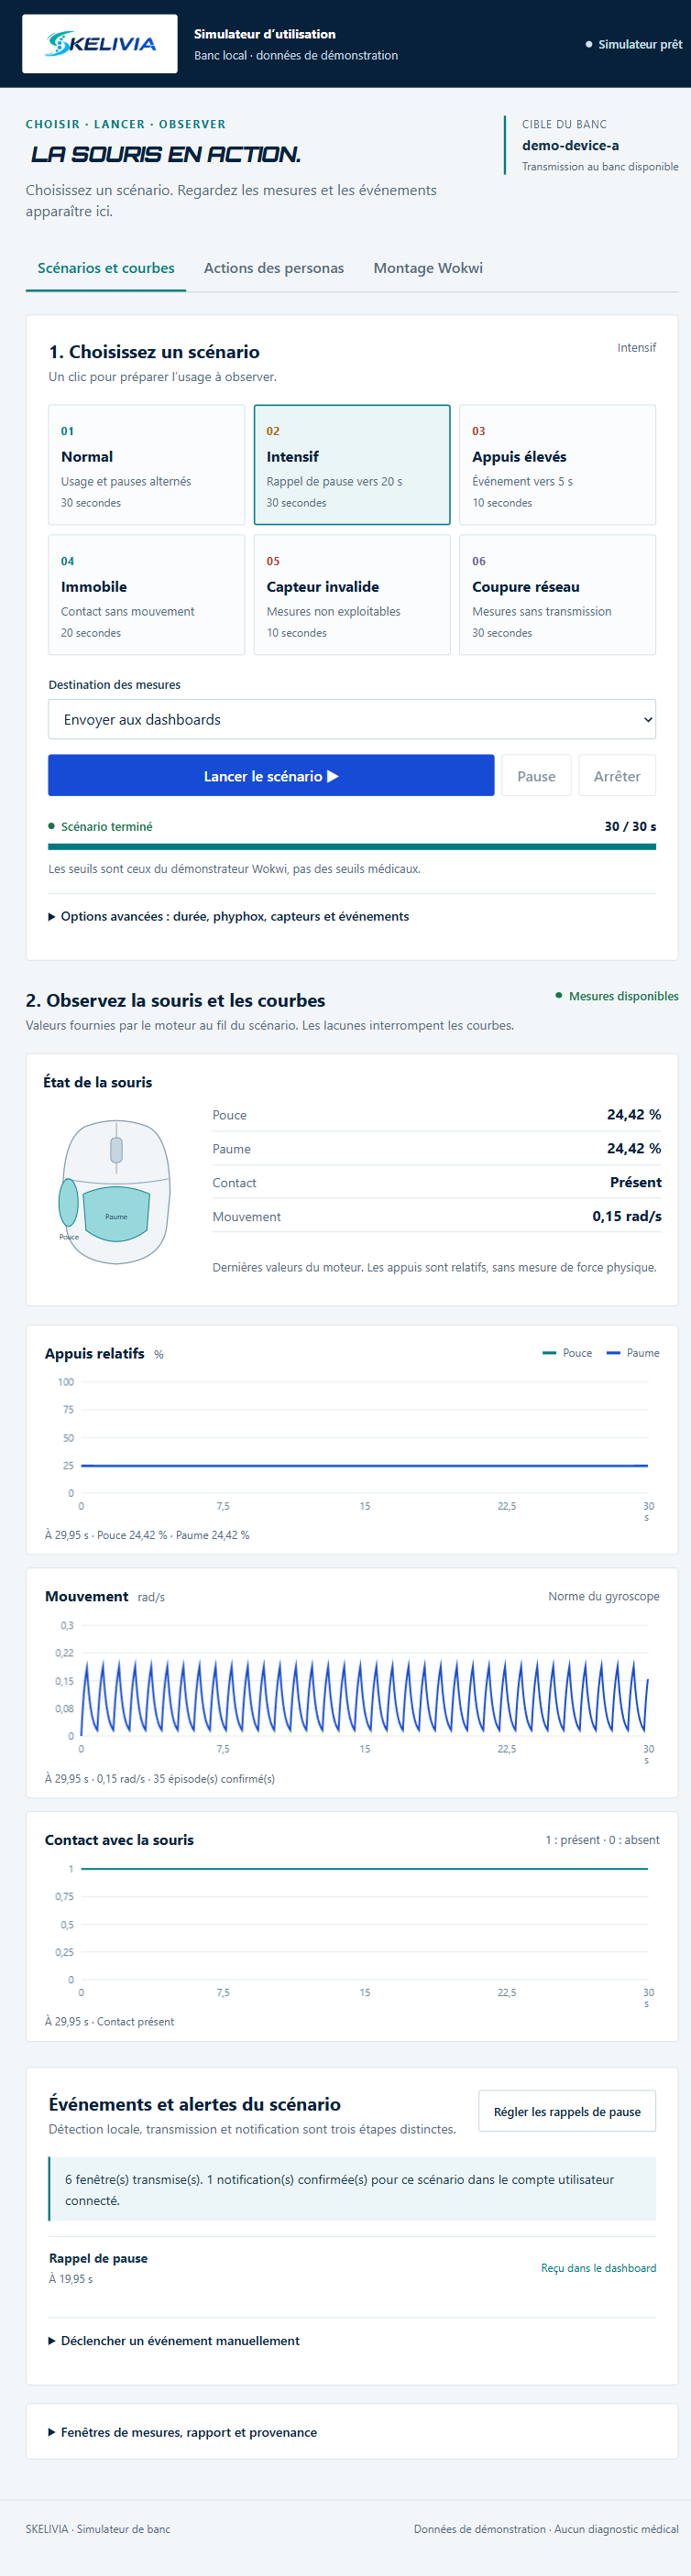 SKELIVIA
Simulateur d'utilisation
Banc local · données de démonstration
Simulateur prêt
CHOISIR · LANCER · OBSERVER
LA SOURIS EN ACTION.
Choisissez un scénario. Regardez les mesures et les événements
apparaître ici.
CIBLE DU BANC
demo-device-a
Transmission au banc disponible
Scénarios et courbes
Actions des personas
Montage Wokwi
1. Choisissez un scénario
Intensif
Un clic pour préparer l'usage à observer.
01
Normal
Usage et pauses alternés
30 secondes
02
Intensif
Rappel de pause vers 20 s
30 secondes
03
Appuis élevés
Événement vers 5 s
10 secondes
04
Immobile
Contact sans mouvement
20 secondes
05
Capteur invalide
Mesures non exploitables
10 secondes
06
Coupure réseau
Mesures sans transmission
30 secondes
Destination des mesures
Envoyer aux dashboards
Lancer le scénario ▶
Pause
Arrêter
Scénario terminé
30 / 30 s
Les seuils sont ceux du démonstrateur Wokwi, pas des seuils médicaux.
▶ Options avancées : durée, phyphox, capteurs et événements
2. Observez la souris et les courbes
Mesures disponibles
Valeurs fournies par le moteur au fil du scénario. Les lacunes interrompent les courbes.
État de la souris
Paume
Pouce
Pouce
24,42 %
Paume
24,42 %
Contact
Présent
Mouvement
0,15 rad/s
Dernières valeurs du moteur. Les appuis sont relatifs, sans mesure de force physique.
Appuis relatifs %
Pouce
Paume
100
75
50
25
0
0
7,5
15
22,5
30
s
À 29,95 s · Pouce 24,42 % · Paume 24,42 %
Mouvement rad/s
Norme du gyroscope
0,3
0,22
0,15
0,08
0
0
7,5
15
22,5
30
s
À 29,95 s · 0,15 rad/s · 35 épisode(s) confirmé(s)
Contact avec la souris
1 : présent · 0 : absent
1
0,75
0,5
0,25
0
0
7,5
15
22,5
30
s
À 29,95 s · Contact présent
Événements et alertes du scénario
Détection locale, transmission et notification sont trois étapes distinctes.
Régler les rappels de pause
6 fenêtre(s) transmise(s). 1 notification(s) confirmée(s) pour ce scénario dans le compte utilisateur
connecté.
Rappel de pause
À 19,95 s
Reçu dans le dashboard
▶ Déclencher un événement manuellement
▶ Fenêtres de mesures, rapport et provenance
SKELIVIA · Simulateur de banc
Données de démonstration · Aucun diagnostic médical